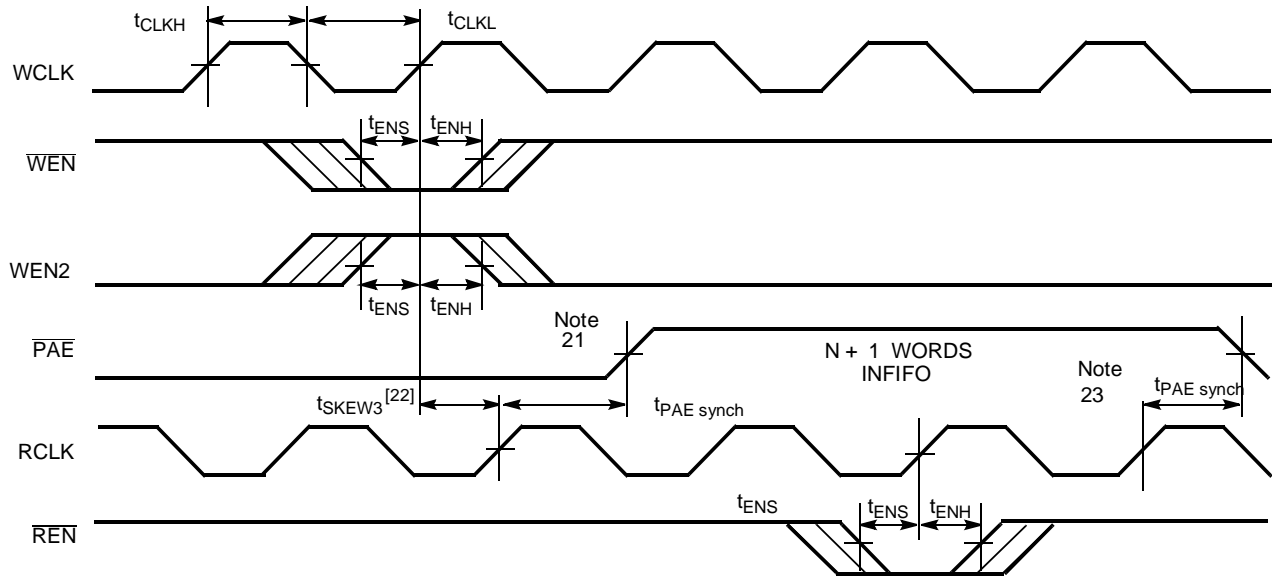 tCLKH tCLKL
WCLK
tENS tENH
WEN
WEN2
tENS tENH
Note
21
PAE
N + 1 WORDS
INFIFO
Note
23
tSKEW3 [22]
tPAE synch
tPAE synch
RCLK
tENS
tENS tENH
REN